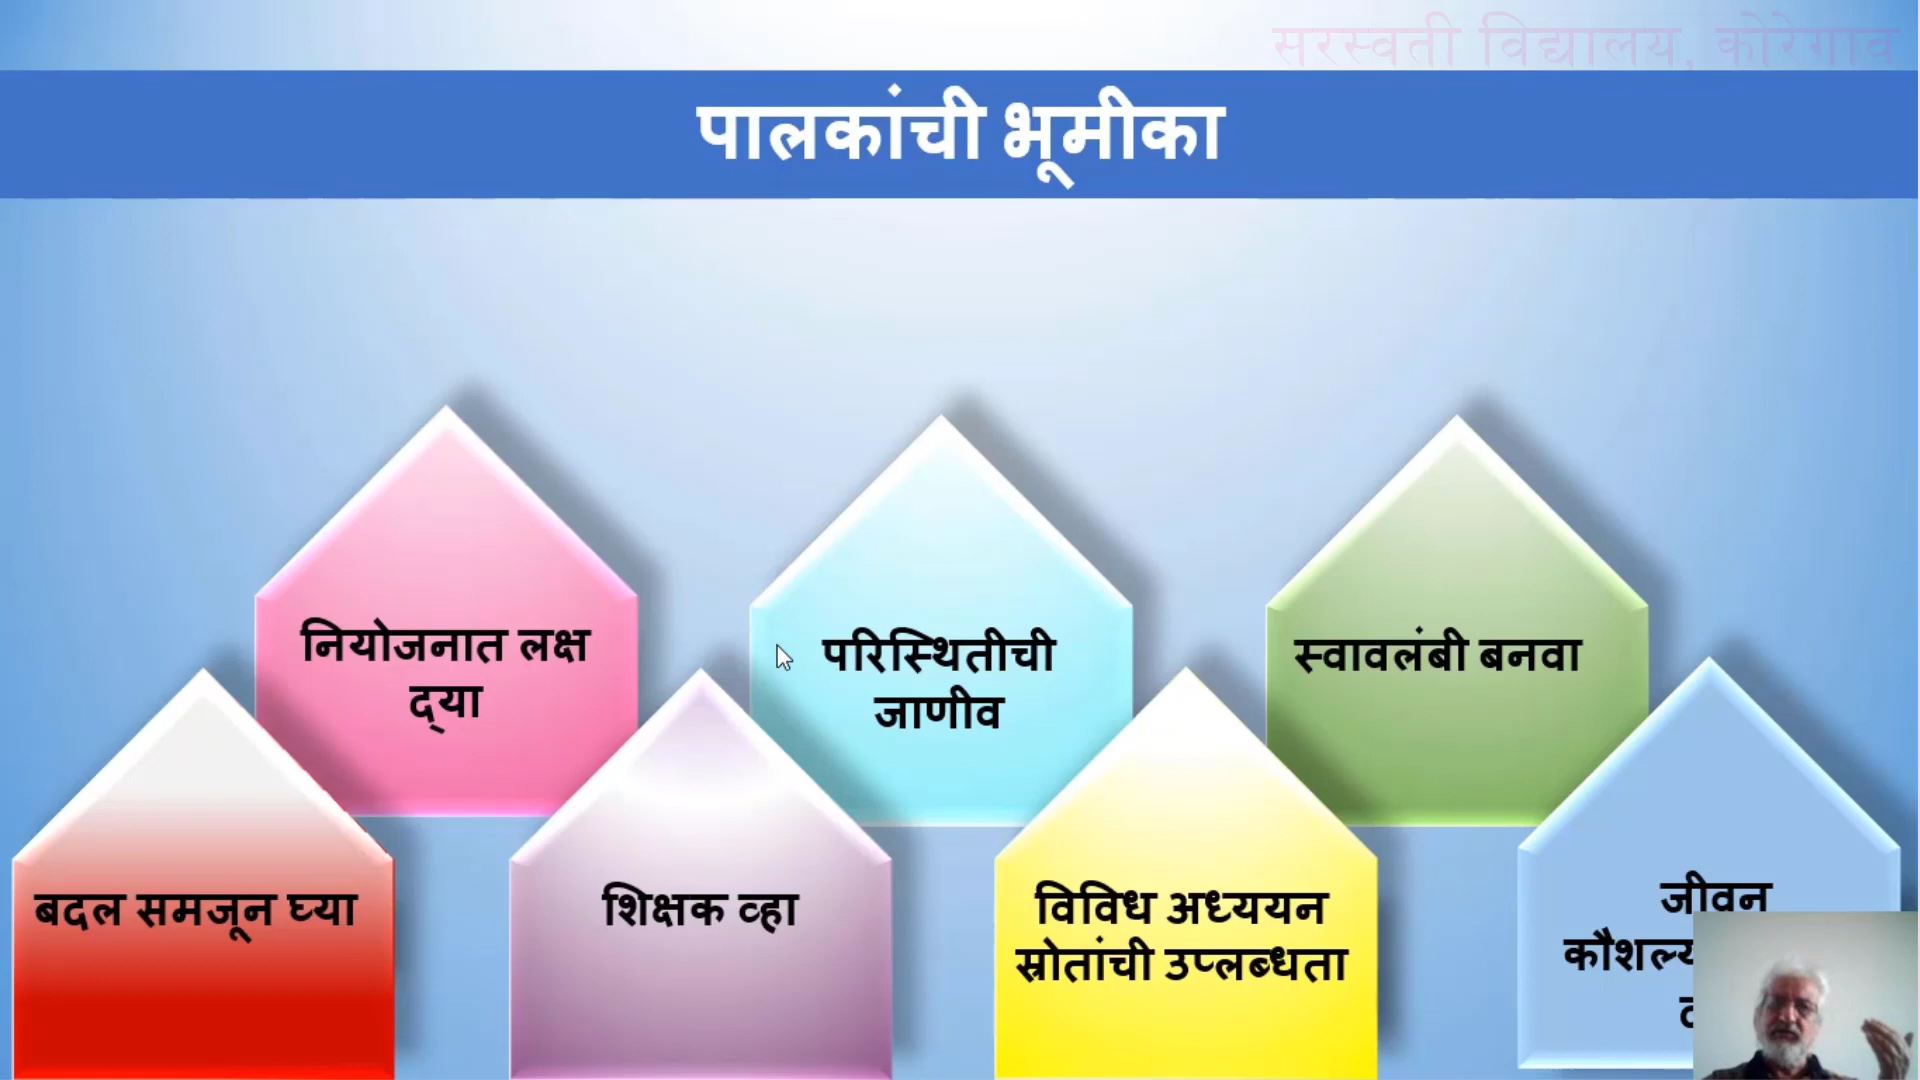 सरस्वती विद्यालय, कोरेगाव
पालकांची भूमीका
नियोजनात लक्ष
द्‌या
परिस्थितीची
जाणीव
स्वावलंबी बनवा
बदल समजून घ्या
शिक्षक व्हा
विविध अध्ययन
स्रोतांची उप्लब्धता
जीवन